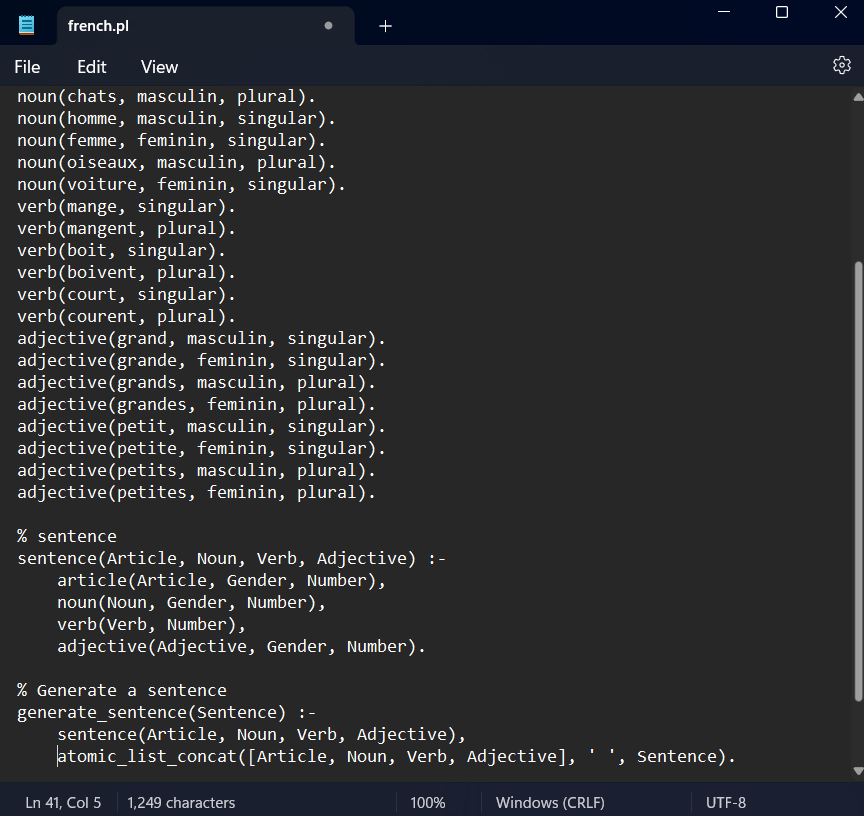 french.pl
File Edit View
noun(chats, masculin, plural).
noun(homme, masculin, singular).
noun(femme, feminin, singular).
noun(oiseaux, masculin, plural).
noun(voiture, feminin, singular).
verb(mange, singular).
verb(mangent, plural).
verb(boit, singular).
verb(boivent, plural).
verb(court, singular).
verb(courent, plural).
adjective(grand, masculin, singular).
adjective(grande, feminin, singular).
adjective(grands, masculin, plural).
adjective(grandes, feminin, plural).
adjective(petit, masculin, singular).
adjective(petite, feminin, singular).
adjective(petits, masculin, plural).
adjective(petites, feminin, plural).

% sentence
sentence(Article, Noun, Verb, Adjective) :-
    article(Article, Gender, Number),
    noun(Noun, Gender, Number),
    verb(Verb, Number),
    adjective(Adjective, Gender, Number).

% Generate a sentence
generate_sentence(Sentence) :-
    sentence(Article, Noun, Verb, Adjective),
    atomic_list_concat([Article, Noun, Verb, Adjective], ' ', Sentence).
Ln 41, Col 5 1,249 characters 100% Windows (CRLF) UTF-8